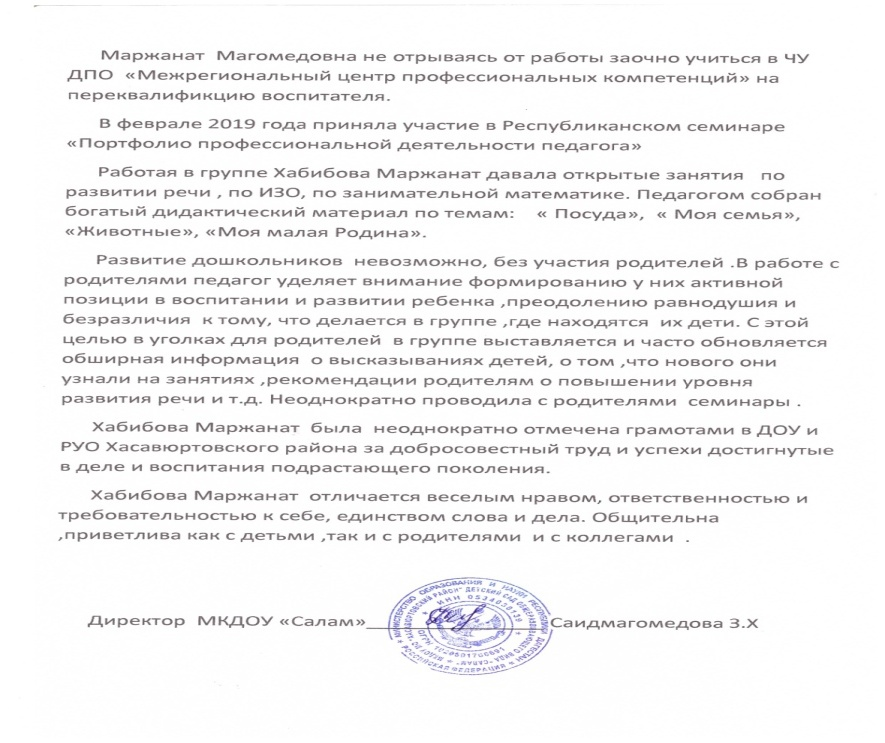 Маржанат Магомедовна не отрываясь от работы заочно учиться в ЧУ
ДПО «Межрегиональный центр профессиональных компетенций» на
переквалификцию воспитателя.
В феврале 2019 года приняла участие в Республиканском семинаре
«Портфолио профессиональной деятельности педагога»
Работая в группе Хабибова Маржанат давала открытые занятия по
развитии речи , по ИЗО, по занимательной математике. Педагогом собран
богатый дидактический материал по темам: « Посуда», « Моя семья»,
«Животные», «Моя малая Родина».
Развитие дошкольников невозможно, без участия родителей .В работе с
родителями педагог уделяет внимание формированию у них активной
позиции в воспитании и развитии ребенка ,преодолению равнодушия и
безразличия к тому, что делается в группе ,где находятся их дети. С этой
целью в уголках для родителей в группе выставляется и часто обновляется
обширная информация о высказываниях детей, о том ,что нового они
узнали на занятиях ,рекомендации родителям о повышении уровня
развития речи и т.д. Неоднократно проводила с родителями семинары .
Хабибова Маржанат была неоднократно отмечена грамотами в ДОУ и
РУО Хасавюртовского района за добросовестный труд и успехи достигнутые
в деле и воспитания подрастающего поколения.
Хабибова Маржанат отличается веселым нравом, ответственностью и
требовательностью к себе, единством слова и дела. Общительна
,приветлива как с детьми ,так и с родителями и с коллегами .
Директор МКДОУ «Салам»____________________Саидмагомедова З.Х
МИНИСТЕРСТВО ОБРАЗОВАНИЯ И НАУКИ РЕСПУБЛИКИ ДАГЕСТАН
РОССИЙСКАЯ ФЕДЕРАЦИЯ